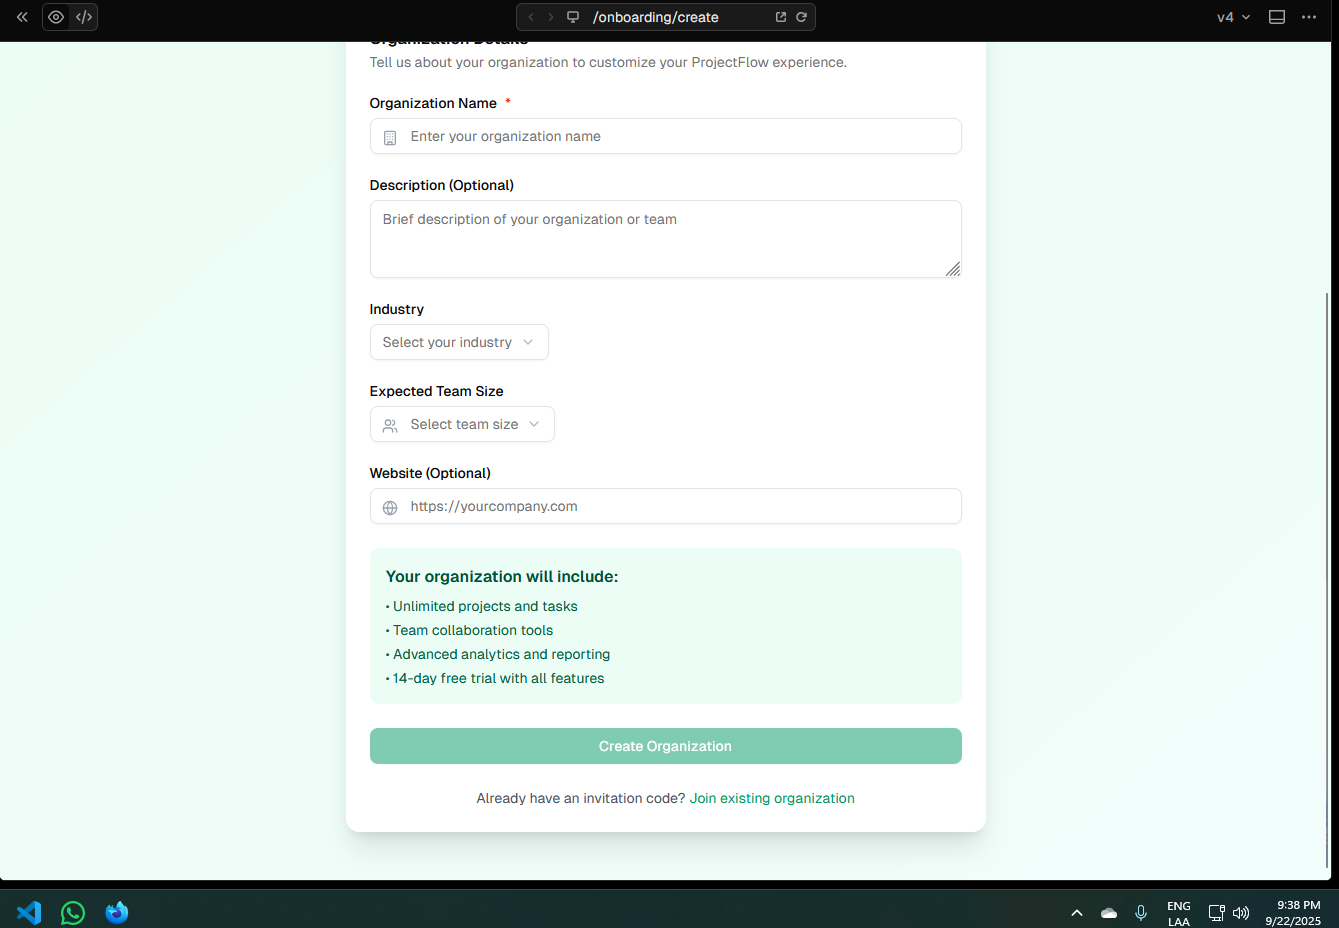 /onboarding/create
v4
Organization Details
Tell us about your organization to customize your ProjectFlow experience.
Organization Name *
Enter your organization name
Description (Optional)
Brief description of your organization or team
Industry
Select your industry
Expected Team Size
Select team size
Website (Optional)
https://yourcompany.com
Your organization will include:
• Unlimited projects and tasks
• Team collaboration tools
• Advanced analytics and reporting
• 14-day free trial with all features
Create Organization
Already have an invitation code? Join existing organization
ENG
LAA
9:38 PM
9/22/2025